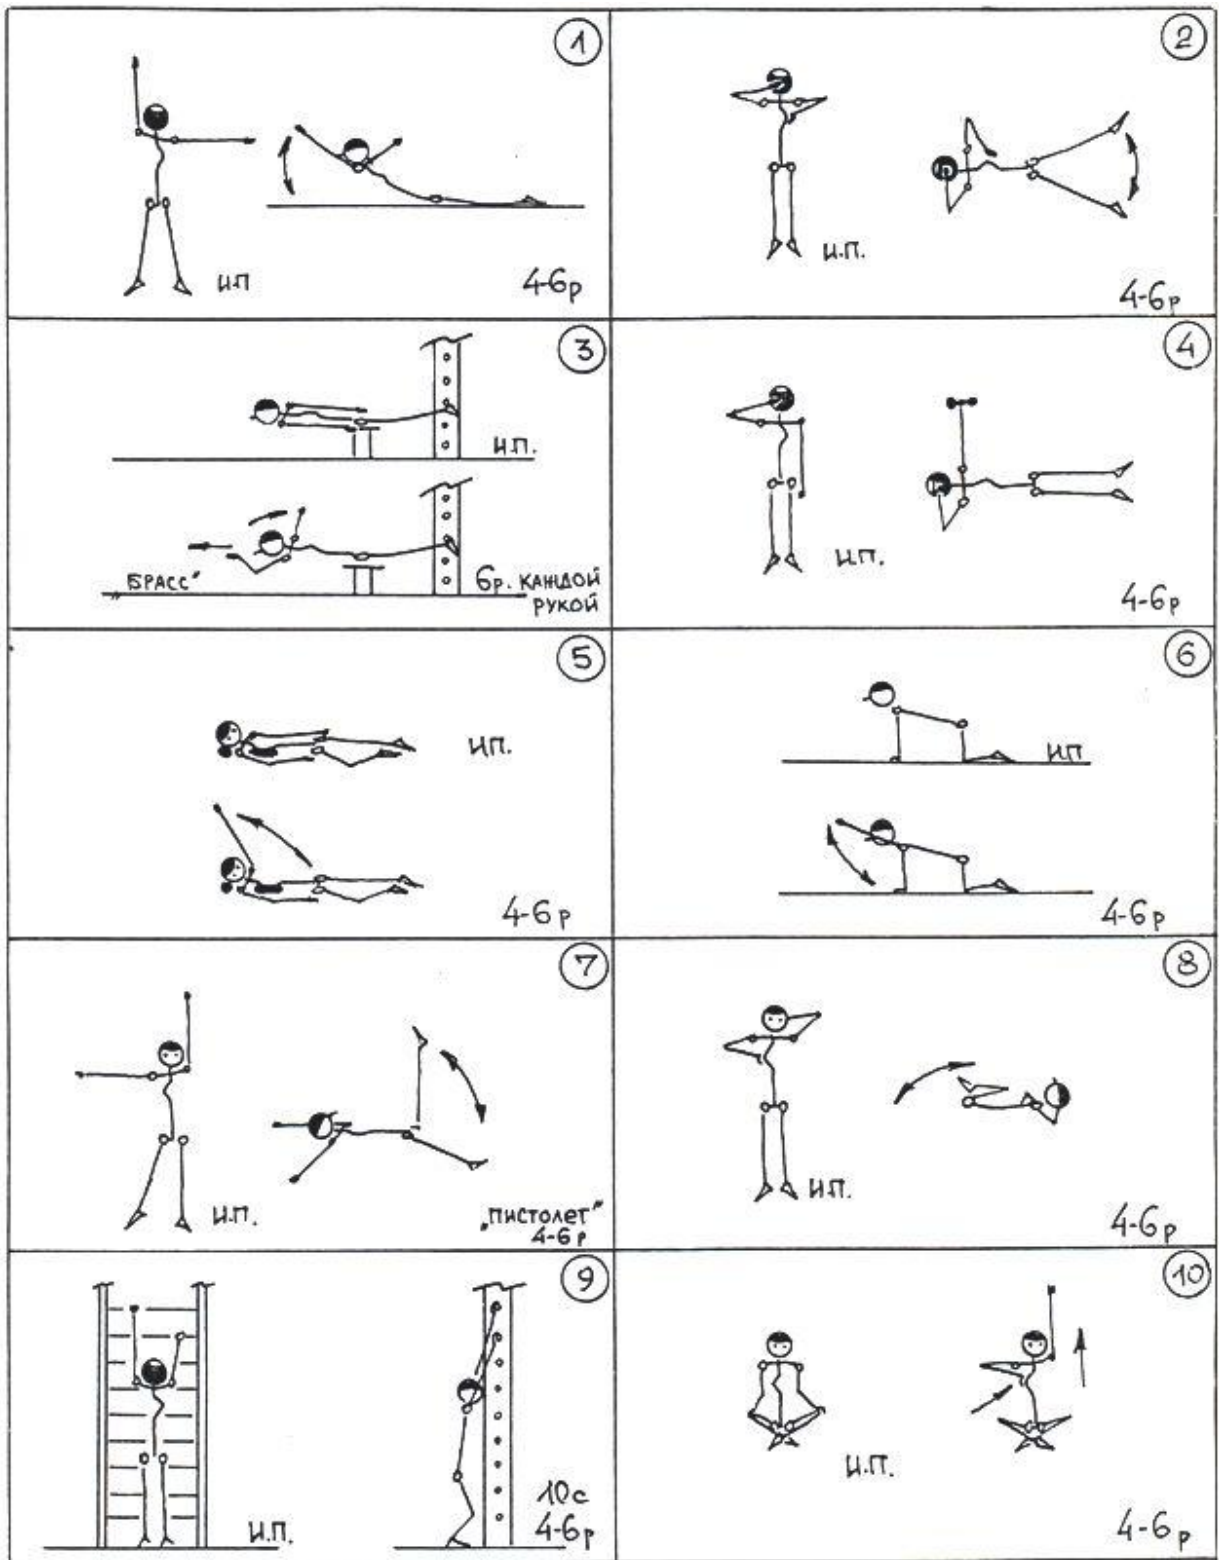 1
И.П
4-6р
2
И.П.
4-6р
3
И.П.
"БРАСС"
6р. КАЖДОЙ
РУКОЙ
4
И.П.
4-6р
5
И.П.
4-6р
6
И.П
4-6р
7
И.П.
„ПИСТОЛЕТ"
4-6р
8
И.П.
4-6р
9
И.П.
10с
4-6р
10
И.П.
4-6р